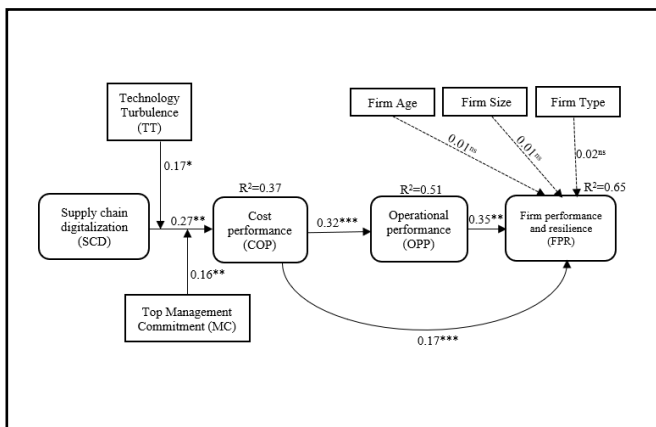 Technology
Turbulence
(TT)
Firm Age
Firm Size
Firm Type
0.17*
0.01ns
0.01ns
0.02ns
R²=0.37
R²=0.51
R²=0.65
Supply chain
digitalization
(SCD)
0.27**
Cost
performance
(COP)
0.32***
Operational
performance
(OPP)
0.35**
Firm performance
and resilience
(FPR)
0.16**
Top Management
Commitment (MC)
0.17***